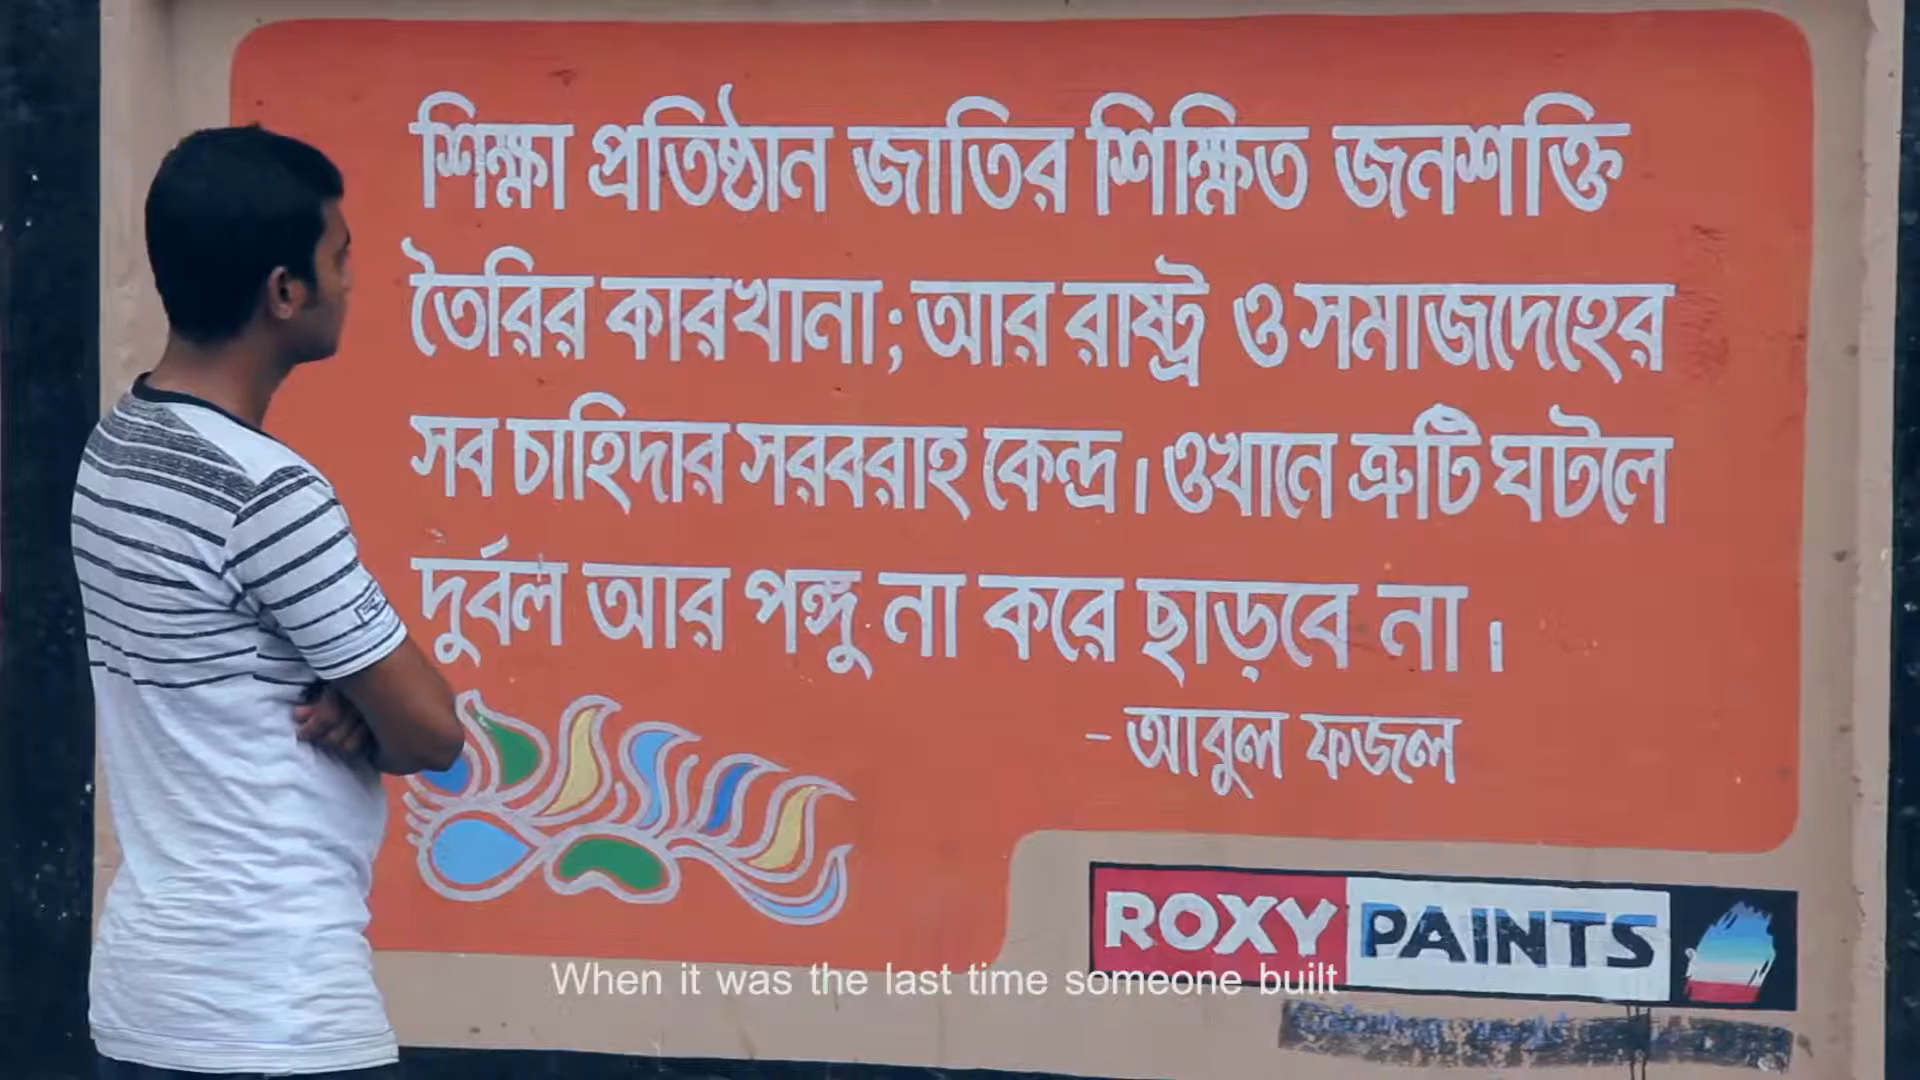 শিক্ষা প্রতিষ্ঠান জাতির শিক্ষিত জনশক্তি
তৈরির কারখানা; আর রাষ্ট্র ও সমাজদেহের
সব চাহিদার সরবরাহ কেন্দ্র। ওখানে ত্রুটি ঘটলে
দুর্বল আর পঙ্গু না করে ছাড়বে না।
- আবুল ফজল
ROXY PAINTS
When it was the last time someone built